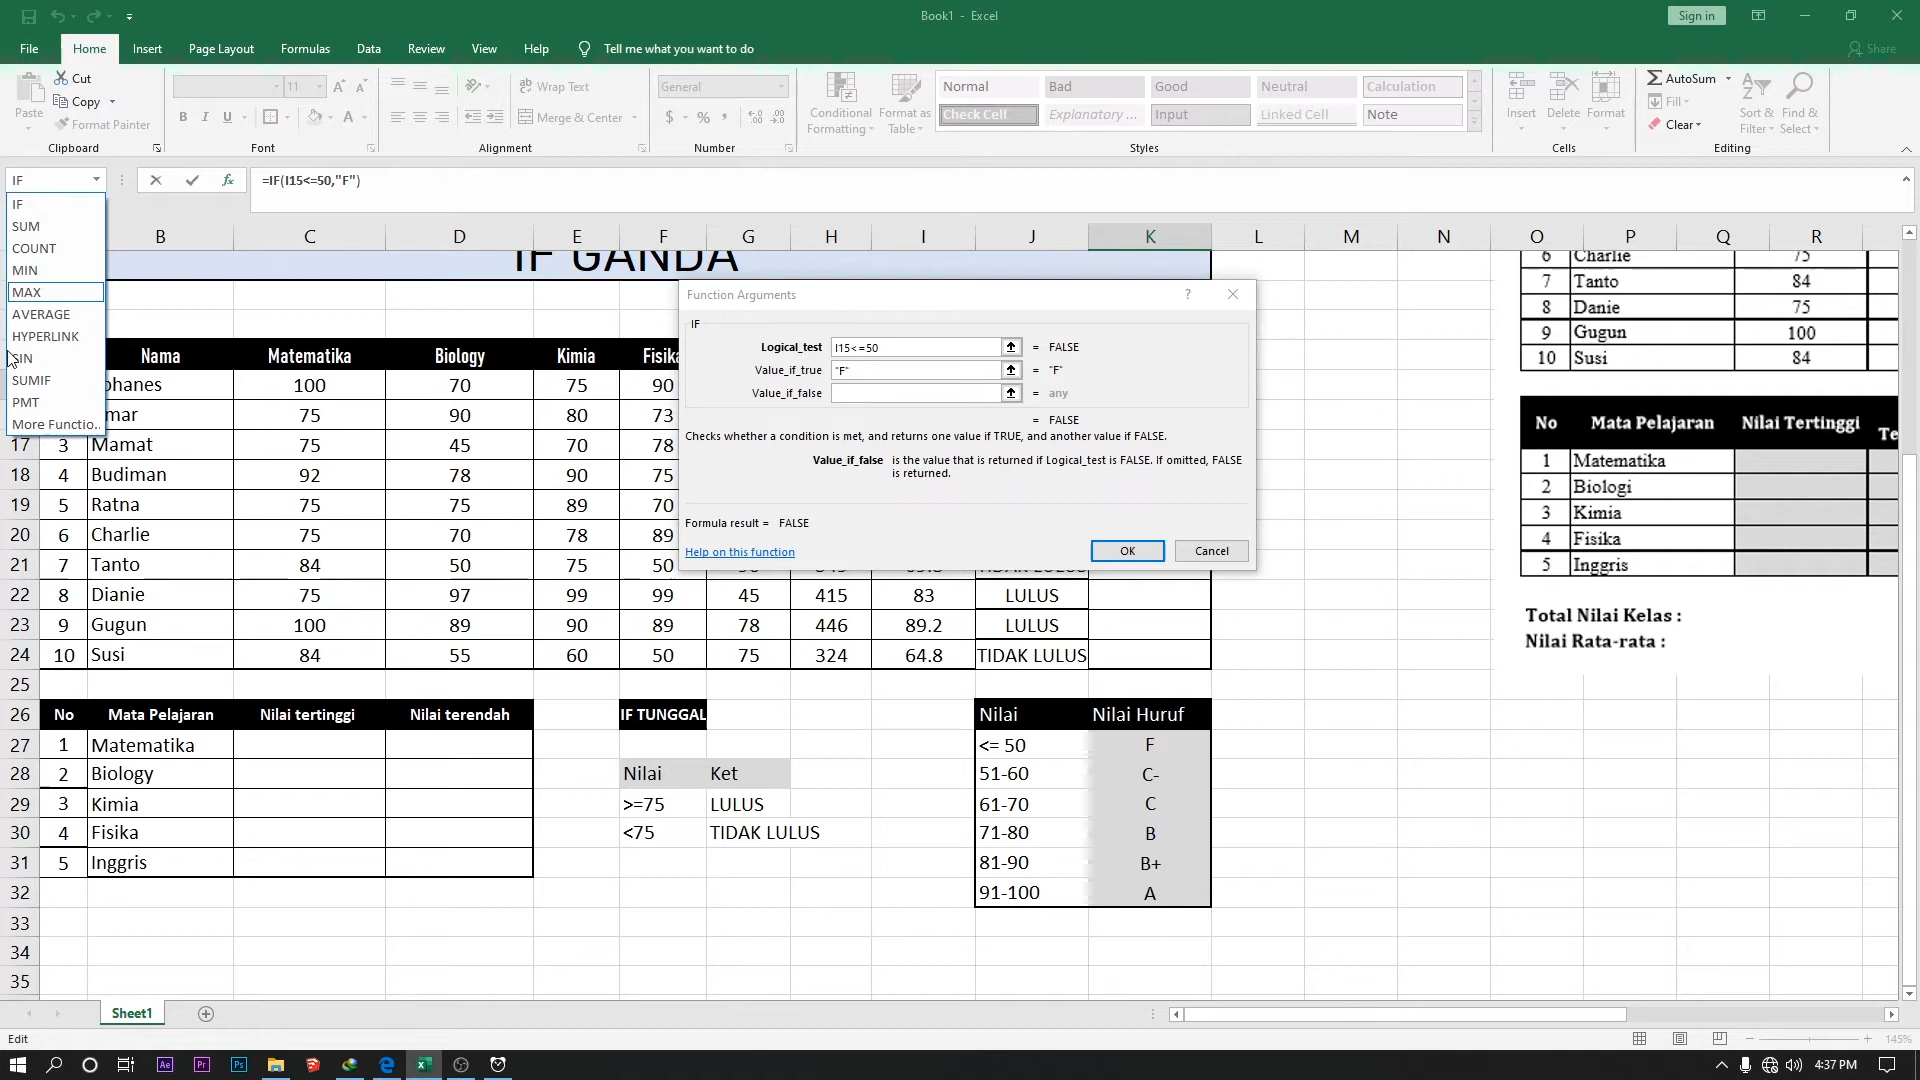 Book1 - Excel
Sign in
File Home Insert Page Layout Formulas Data Review View Help Tell me what you want to do Share
Paste
Cut
Copy
Format Painter
Clipboard
11
Font
Wrap Text
Merge & Center
Alignment
General
Number
Conditional Formatting
Format as Table
Normal Bad Good Neutral Calculation
Check Cell Explanatory ... Input Linked Cell Note
Styles
Insert Delete Format
Cells
AutoSum
Fill
Clear
Sort & Filter
Find & Select
Editing
IF
=IF(I15<=50,"F")
IF
SUM
COUNT
MIN
MAX
AVERAGE
HYPERLINK
SIN
SUMIF
PMT
More Functio...
B C D E F G H I J K L M N O P Q R
IF GANDA
Nama Matematika Biology Kimia Fisika
ohanes 100 70 75 90
mar 75 90 80 73
17 3 Mamat 75 45 70 78
18 4 Budiman 92 78 90 75
19 5 Ratna 75 75 89 70
20 6 Charlie 75 70 78 89
21 7 Tanto 84 50 75 50
22 8 Dianie 75 97 99 99 45 415 83 LULUS
23 9 Gugun 100 89 90 89 78 446 89.2 LULUS
24 10 Susi 84 55 60 50 75 324 64.8 TIDAK LULUS
25
26 No Mata Pelajaran Nilai tertinggi Nilai terendah IF TUNGGAL Nilai Nilai Huruf
27 1 Matematika <= 50 F
28 2 Biology Nilai Ket 51-60 C-
29 3 Kimia >=75 LULUS 61-70 C
30 4 Fisika <75 TIDAK LULUS 71-80 B
31 5 Inggris 81-90 B+
32 91-100 A
33
34
35
Function Arguments
IF
Logical_test I15<=50 = FALSE
Value_if_true "F" = "F"
Value_if_false = any
= FALSE
Checks whether a condition is met, and returns one value if TRUE, and another value if FALSE.
Value_if_false is the value that is returned if Logical_test is FALSE. If omitted, FALSE
is returned.
Formula result = FALSE
Help on this function
OK Cancel
6 Charlie 75
7 Tanto 84
8 Danie 75
9 Gugun 100
10 Susi 84
No Mata Pelajaran Nilai Tertinggi Te
1 Matematika
2 Biologi
3 Kimia
4 Fisika
5 Inggris
Total Nilai Kelas :
Nilai Rata-rata :
Sheet1
Edit
145%
Ae Pr Ps
4:37 PM